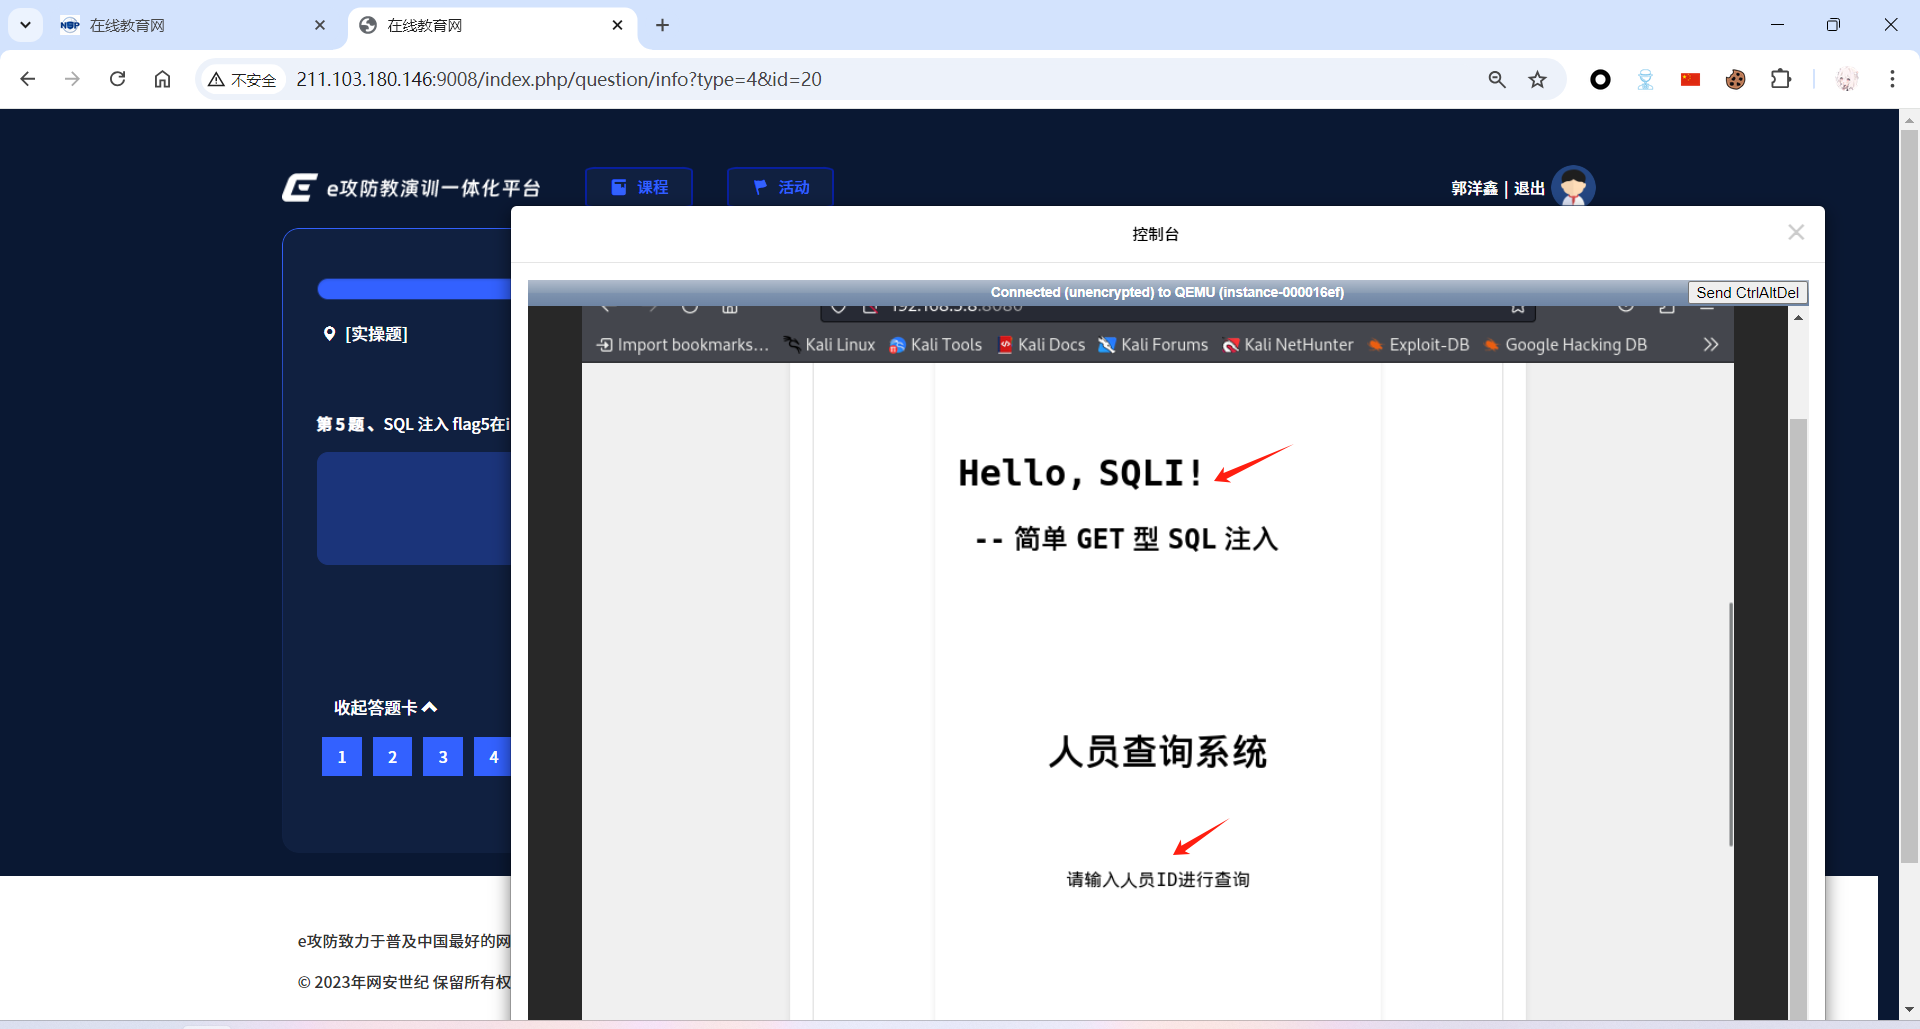 在线教育网
在线教育网
不安全
211.103.180.146:9008/index.php/question/info?type=4&id=20
e攻防教演训一体化平台
课程
活动
郭洋鑫 | 退出
控制台
Connected (unencrypted) to QEMU (instance-000016ef)
Send CtrlAltDel
192.168.5.8:8080
[实操题]
Import bookmarks...
Kali Linux
Kali Tools
Kali Docs
Kali Forums
Kali NetHunter
Exploit-DB
Google Hacking DB
第 5 题 、SQL 注入 flag5在i
Hello, SQLI!
-- 简单 GET 型 SQL 注入
收起答题卡
1 2 3 4
人员查询系统
请输入人员ID进行查询
e攻防致力于普及中国最好的网
© 2023年网安世纪 保留所有权